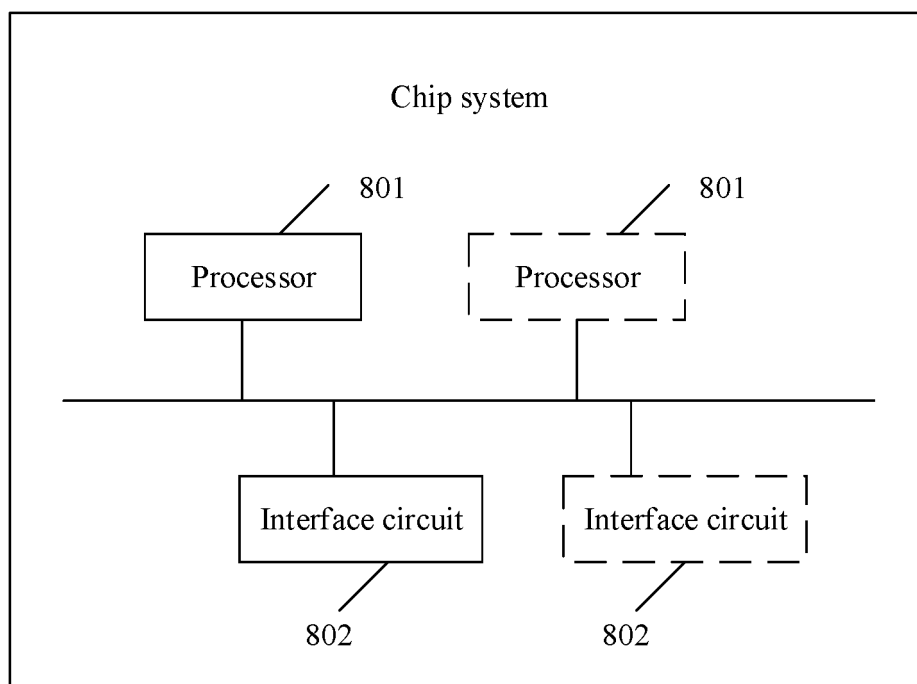 Chip system
801
801
Processor
Processor
Interface circuit
Interface circuit
802
802